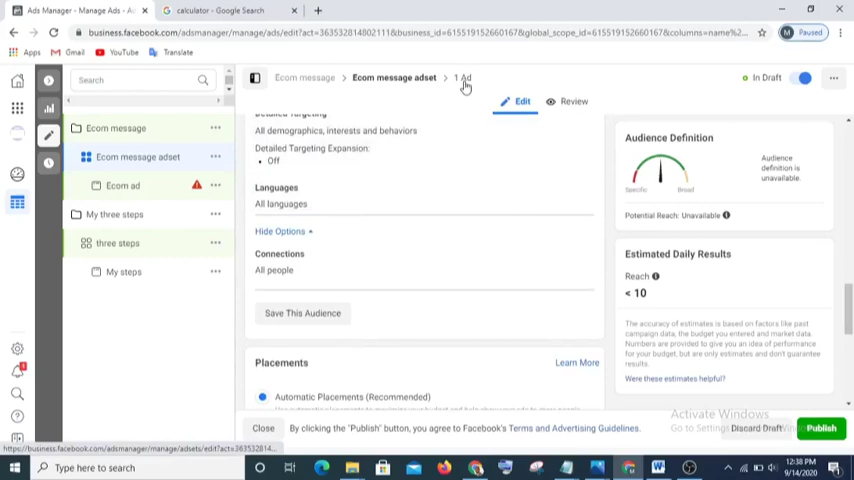 Ads Manager - Manage Ads - Ad
calculator - Google Search
business.facebook.com/adsmanager/manage/ads/edit?act=363532814802111&business_id=615519152660167&global_scope_id=615519152660167&columns=name%2...
M Paused
Apps Gmail YouTube Translate
Search
Ecom message > Ecom message adset > 1 Ad
In Draft
Edit Review
Ecom message
Ecom message adset
Ecom ad
My three steps
three steps
My steps
1
Detailed Targeting
All demographics, interests and behaviors
Detailed Targeting Expansion:
• Off
Languages
All languages
Hide Options
Connections
All people
Save This Audience
Placements
Learn More
Automatic Placements (Recommended)
Audience Definition
Specific Broad
Audience
definition is
unavailable.
Potential Reach: Unavailable
Estimated Daily Results
Reach
< 10
The accuracy of estimates is based on factors like past
campaign data, the budget you entered and market data.
Numbers are provided to give you an idea of performance
for your budget, but are only estimates and don't guarantee
results.
Were these estimates helpful?
Activate Windows
Go to Settings
Close
By clicking the "Publish" button, you agree to Facebook's Terms and Advertising Guidelines.
Discard Draft
Publish
https://business.facebook.com/adsmanager/manage/adsets/edit?act=363532814...
Type here to search
12:38 PM
9/14/2020